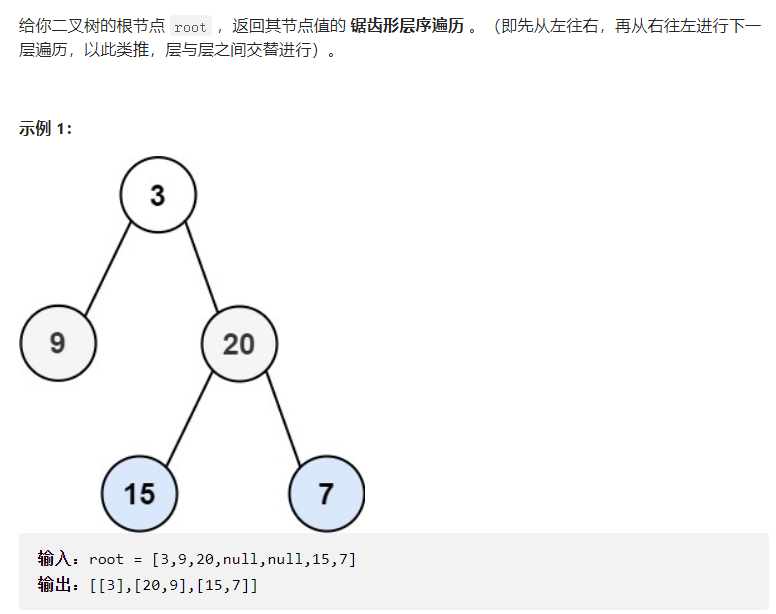 给你二叉树的根节点 root ，返回其节点值的 锯齿形层序遍历 。（即先从左往右，再从右往左进行下一
层遍历，以此类推，层与层之间交替进行）。
示例 1：
3
9
20
15
7
输入：root = [3,9,20,null,null,15,7]
输出：[[3],[20,9],[15,7]]